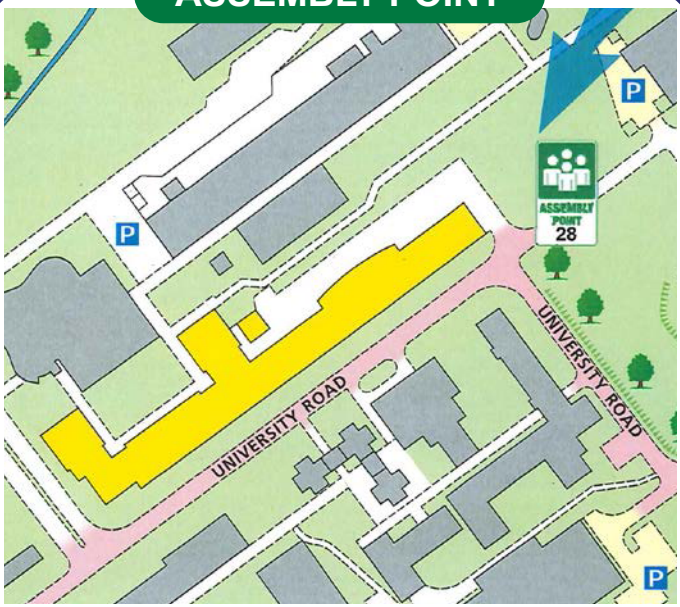 ASSEMBLY POINT
P
ASSEMBLY
POINT
28
P
UNIVERSITY ROAD
UNIVERSITY ROAD
P